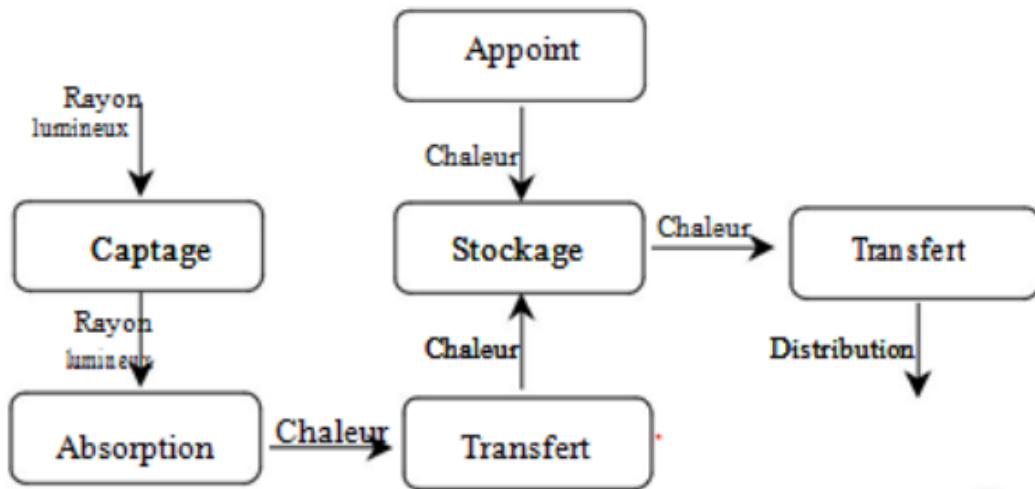 Appoint
Rayon
lumineux
Chaleur
Captage
Stockage
Chaleur
Transfert
Rayon
lumineux
Chaleur
Distribution
Absorption
Chaleur
Transfert